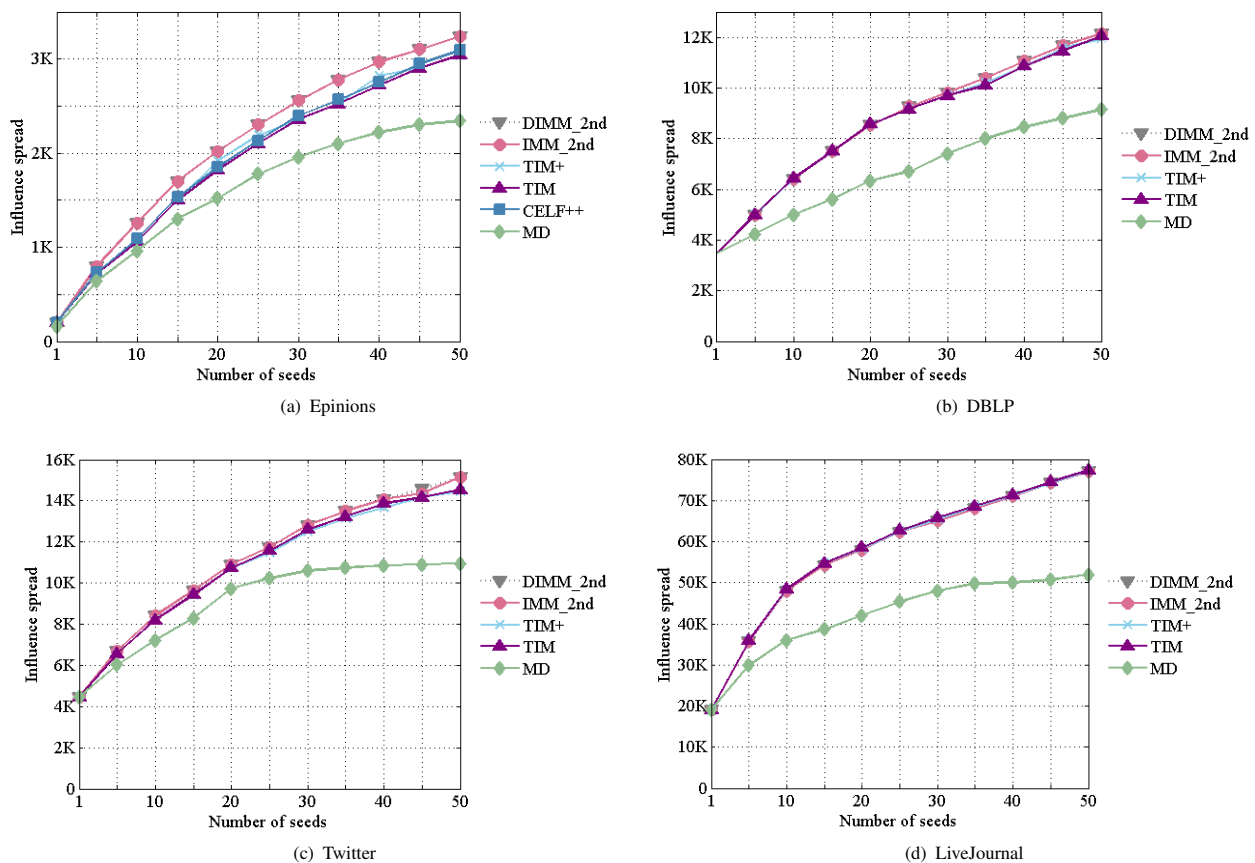 3K
2K
1K
0
Influence spread
1
10
20
30
40
50
Number of seeds
DIMM_2nd
IMM_2nd
TIM+
TIM
CELF++
MD
(a) Epinions
12K
10K
8K
6K
4K
2K
0
Influence spread
1
10
20
30
40
50
Number of seeds
DIMM_2nd
IMM_2nd
TIM+
TIM
MD
(b) DBLP
16K
14K
12K
10K
8K
6K
4K
2K
0
Influence spread
1
10
20
30
40
50
Number of seeds
DIMM_2nd
IMM_2nd
TIM+
TIM
MD
(c) Twitter
80K
70K
60K
50K
40K
30K
20K
10K
0
Influence spread
1
10
20
30
40
50
Number of seeds
DIMM_2nd
IMM_2nd
TIM+
TIM
MD
(d) LiveJournal